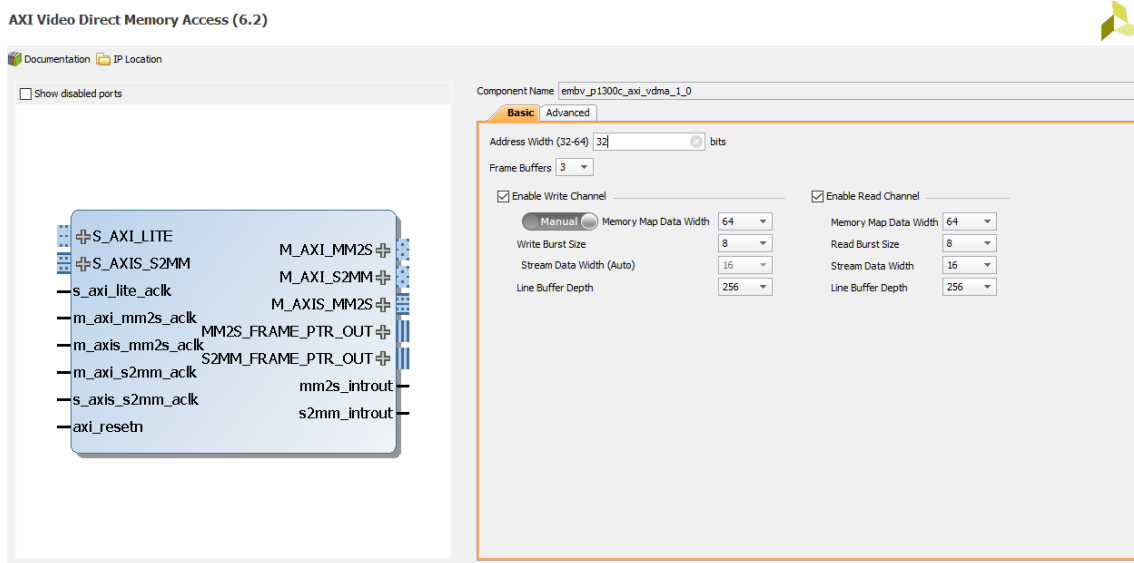 AXI Video Direct Memory Access (6.2)
Documentation IP Location
Show disabled ports
S_AXI_LITE
S_AXIS_S2MM
s_axi_lite_aclk
m_axi_mm2s_aclk
m_axis_mm2s_aclk
m_axi_s2mm_aclk
s_axis_s2mm_aclk
axi_resetn
M_AXI_MM2S
M_AXI_S2MM
M_AXIS_MM2S
MM2S_FRAME_PTR_OUT
S2MM_FRAME_PTR_OUT
mm2s_introut
s2mm_introut
Component Name embv_p1300c_axi_vdma_1_0
Basic Advanced
Address Width (32-64) 32 bits
Frame Buffers 3
Enable Write Channel
Manual Memory Map Data Width 64
Write Burst Size 8
Stream Data Width (Auto) 16
Line Buffer Depth 256
Enable Read Channel
Memory Map Data Width 64
Read Burst Size 8
Stream Data Width 16
Line Buffer Depth 256